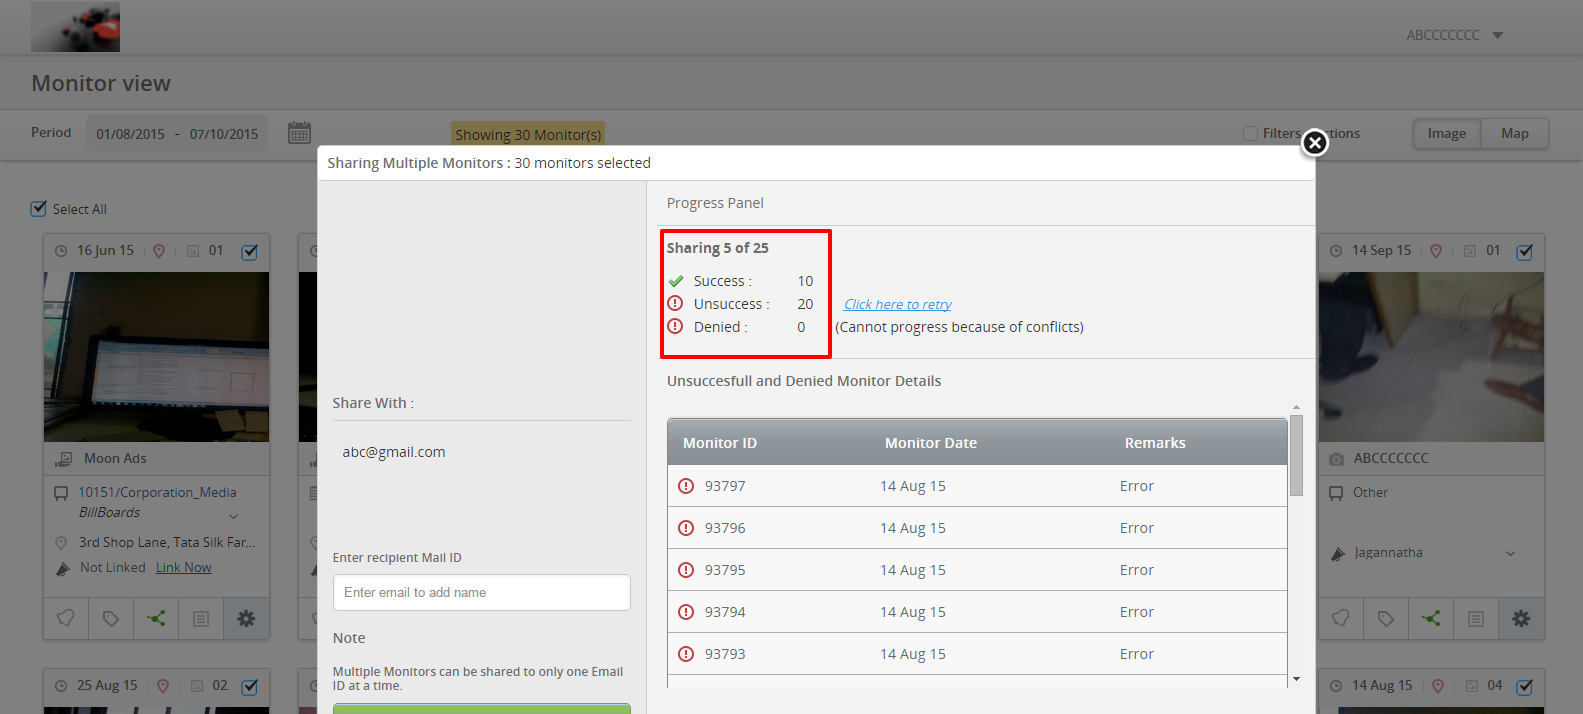 ABCCCCCCC
Monitor view
Period
01/08/2015 - 07/10/2015
Showing 30 Monitor(s)
Filters
ctions
Image
Map
Sharing Multiple Monitors : 30 monitors selected
Select All
Progress Panel
16 Jun 15
01
14 Sep 15
01
Sharing 5 of 25
Success : 10
Unsuccess : 20 Click here to retry
Denied : 0 (Cannot progress because of conflicts)
Unsuccesfull and Denied Monitor Details
Share With :
abc@gmail.com
Monitor ID Monitor Date Remarks
93797 14 Aug 15 Error
93796 14 Aug 15 Error
93795 14 Aug 15 Error
93794 14 Aug 15 Error
93793 14 Aug 15 Error
Moon Ads
10151/Corporation_Media
BillBoards
3rd Shop Lane, Tata Silk Far...
Not Linked Link Now
Enter recipient Mail ID
Enter email to add name
Note
Multiple Monitors can be shared to only one Email
ID at a time.
ABCCCCCCC
Other
Jagannatha
25 Aug 15
02
14 Aug 15
04